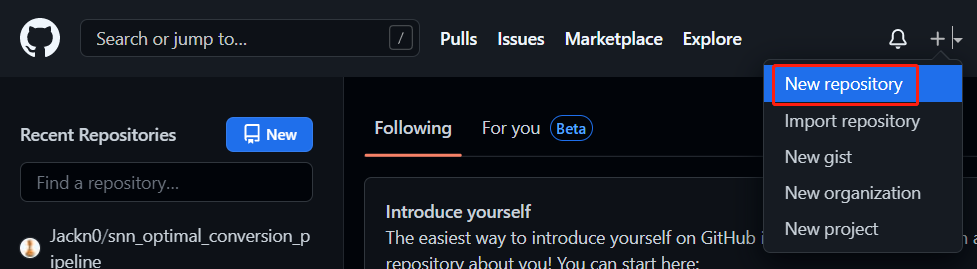 Search or jump to...
/
Pulls
Issues
Marketplace
Explore
New repository
Import repository
New gist
New organization
New project
Recent Repositories
New
Find a repository...
Jackn0/snn_optimal_conversion_p
ipeline
Following
For you
Beta
Introduce yourself
The easiest way to introduce yourself on GitHub i
repository about you! You can start here: